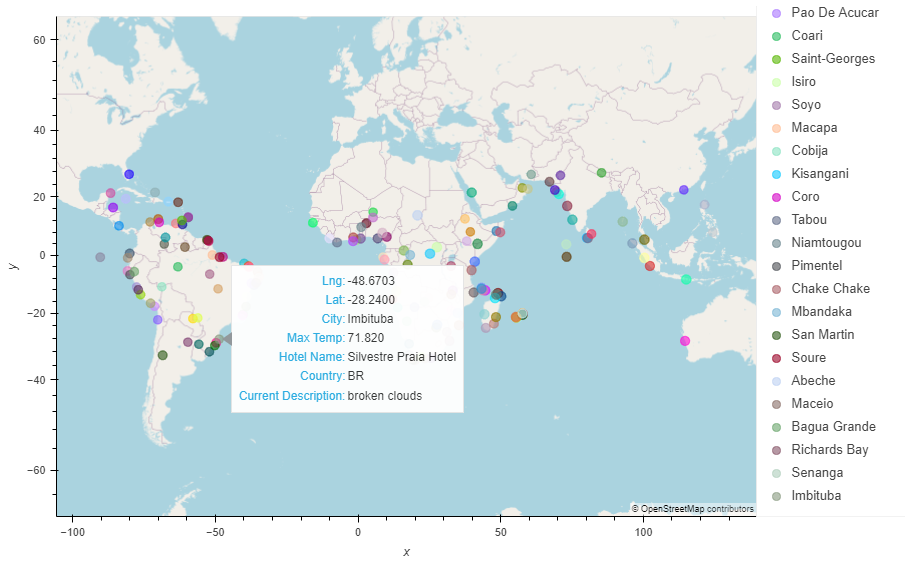 Pao De Acucar
Coari
Saint-Georges
Isiro
Soyo
Macapa
Cobija
Kisangani
Coro
Tabou
Niamtougou
Pimentel
Chake Chake
Mbandaka
San Martin
Soure
Abeche
Maceio
Bagua Grande
Richards Bay
Senanga
Imbituba
60
40
20
0
−20
−40
−60
y
Lng: -48.6703
Lat: -28.2400
City: Imbituba
Max Temp: 71.820
Hotel Name: Silvestre Praia Hotel
Country: BR
Current Description: broken clouds
© OpenStreetMap contributors
−100 −50 0 50 100
x